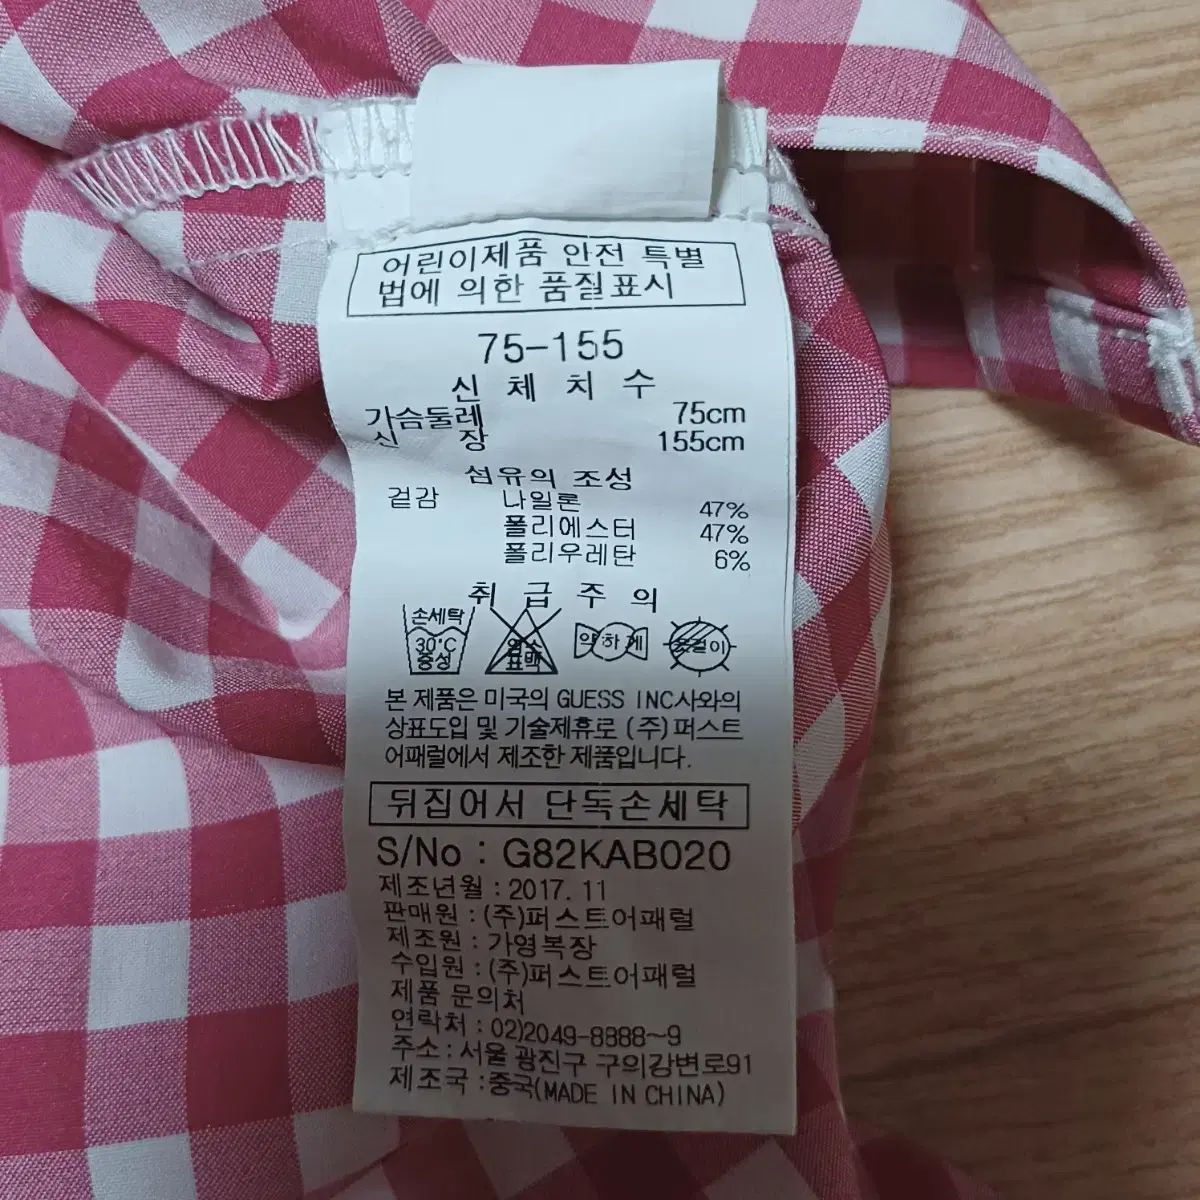 어린이제품 안전 특별
법에 의한 품질표시
75-155
신 체 치 수
가슴둘레 75cm
신 장 155cm
섬유의 조성
겉감 나일론 47%
폴리에스터 47%
폴리우레탄 6%
취 급 주 의
손세탁 30℃ 중성 염소 표백 약하게 옷걸이
본 제품은 미국의 GUESS INC사와의
상표도입 및 기술제휴로 (주)퍼스트
어패럴에서 제조한 제품입니다.
뒤집어서 단독손세탁
S/No : G82KAB020
제조년월 : 2017. 11
판매원 : (주)퍼스트어패럴
제조원 : 가영복장
수입원 : (주)퍼스트어패럴
제품 문의처
연락처 : 02)2049-8888~9
주소 : 서울 광진구 구의강변로91
제조국 : 중국(MADE IN CHINA)